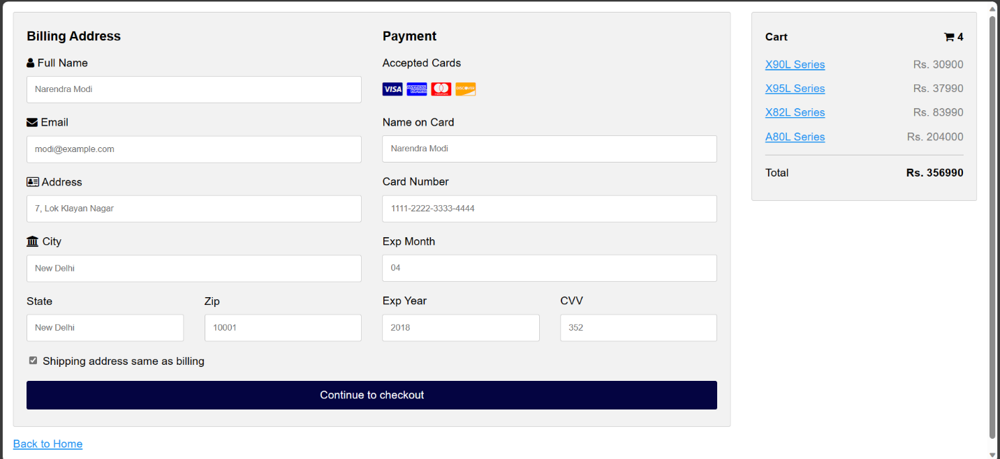 Billing Address
Full Name
Narendra Modi
Email
modi@example.com
Address
7, Lok Klayan Nagar
City
New Delhi
State Zip
New Delhi 10001
Shipping address same as billing
Payment
Accepted Cards
VISA AMERICAN EXPRESS DISCOVER
Name on Card
Narendra Modi
Card Number
1111-2222-3333-4444
Exp Month
04
Exp Year CVV
2018 352
Continue to checkout
Back to Home
Cart 4
X90L Series Rs. 30900
X95L Series Rs. 37990
X82L Series Rs. 83990
A80L Series Rs. 204000
Total Rs. 356990